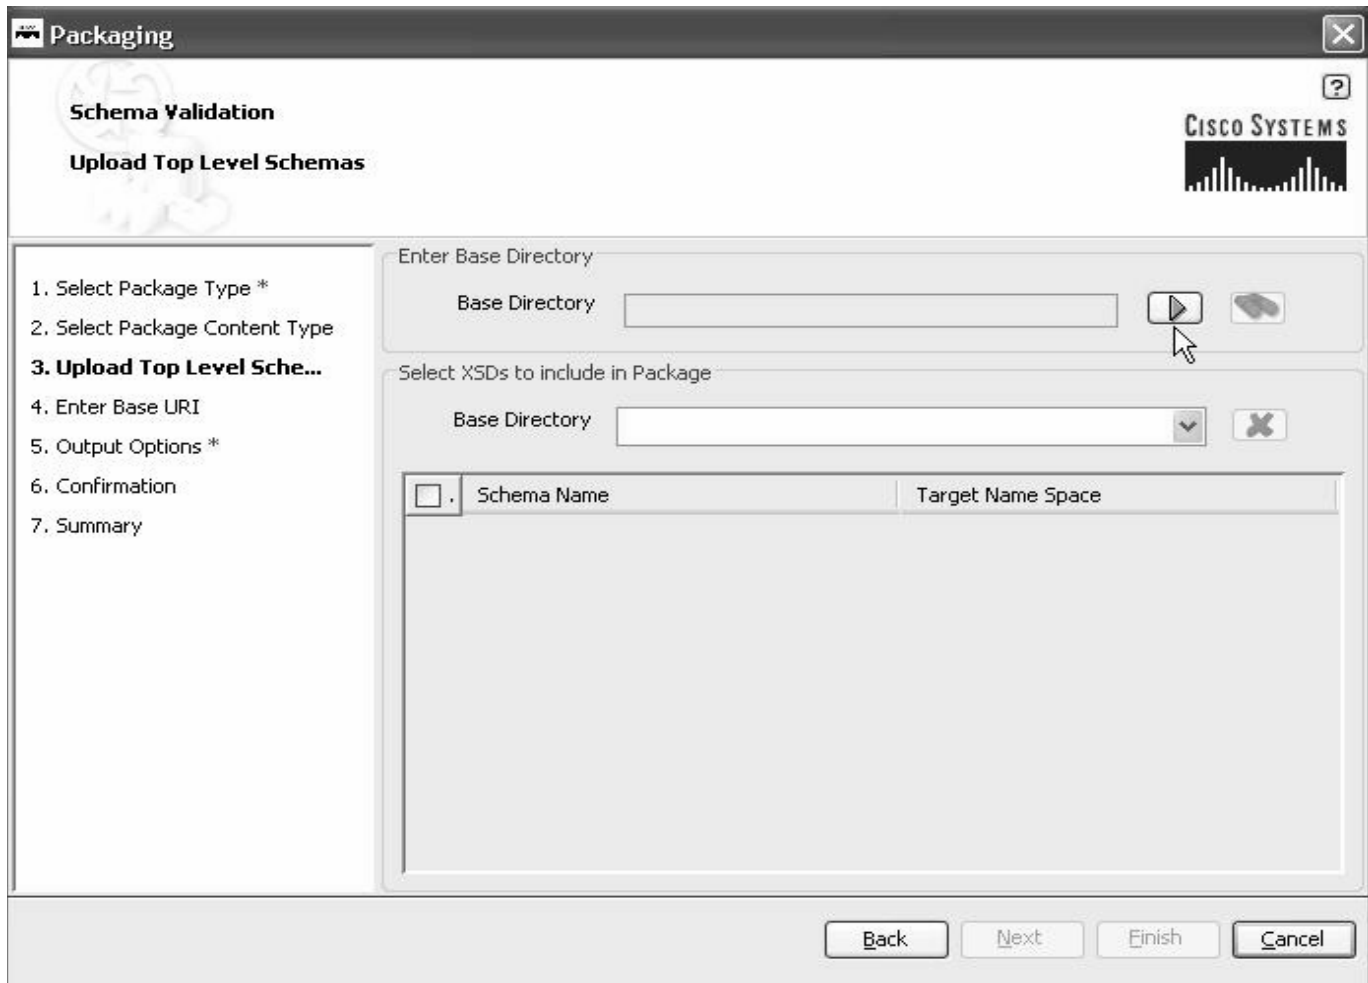 Packaging
?
Schema Validation
CISCO SYSTEMS
Upload Top Level Schemas
1. Select Package Type *
2. Select Package Content Type
3. Upload Top Level Sche...
4. Enter Base URI
5. Output Options *
6. Confirmation
7. Summary
Enter Base Directory
Base Directory
Select XSDs to include in Package
Base Directory
. Schema Name Target Name Space
Back Next Finish Cancel